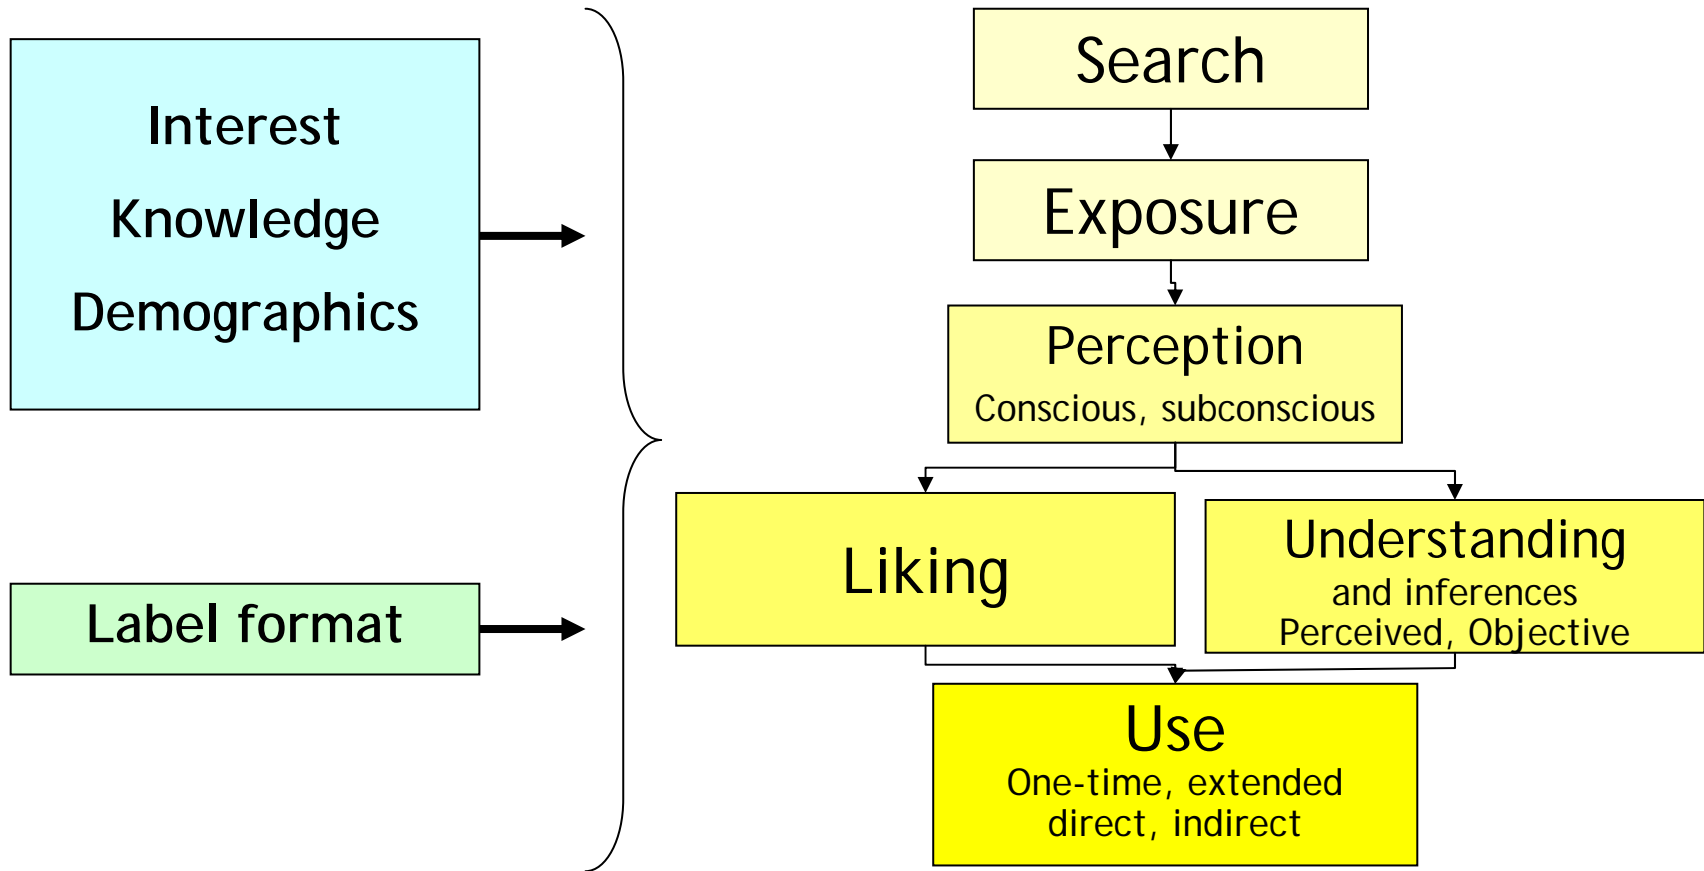 Interest
Knowledge
Demographics
Label format
Search
Exposure
Perception
Conscious, subconscious
Liking
Understanding
and inferences
Perceived, Objective
Use
One-time, extended
direct, indirect